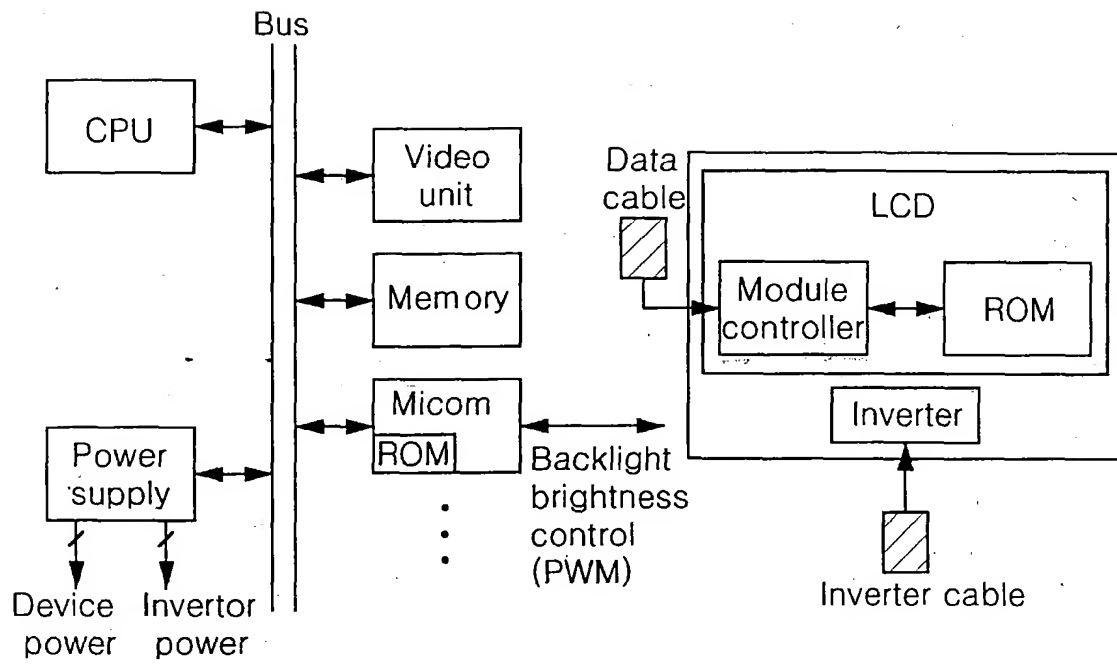 Bus
CPU
Video
unit
Memory
Micom
ROM
Power
supply
Device
power
Invertor
power
Backlight
brightness
control
(PWM)
Data
cable
LCD
Module
controller
ROM
Inverter
Inverter cable